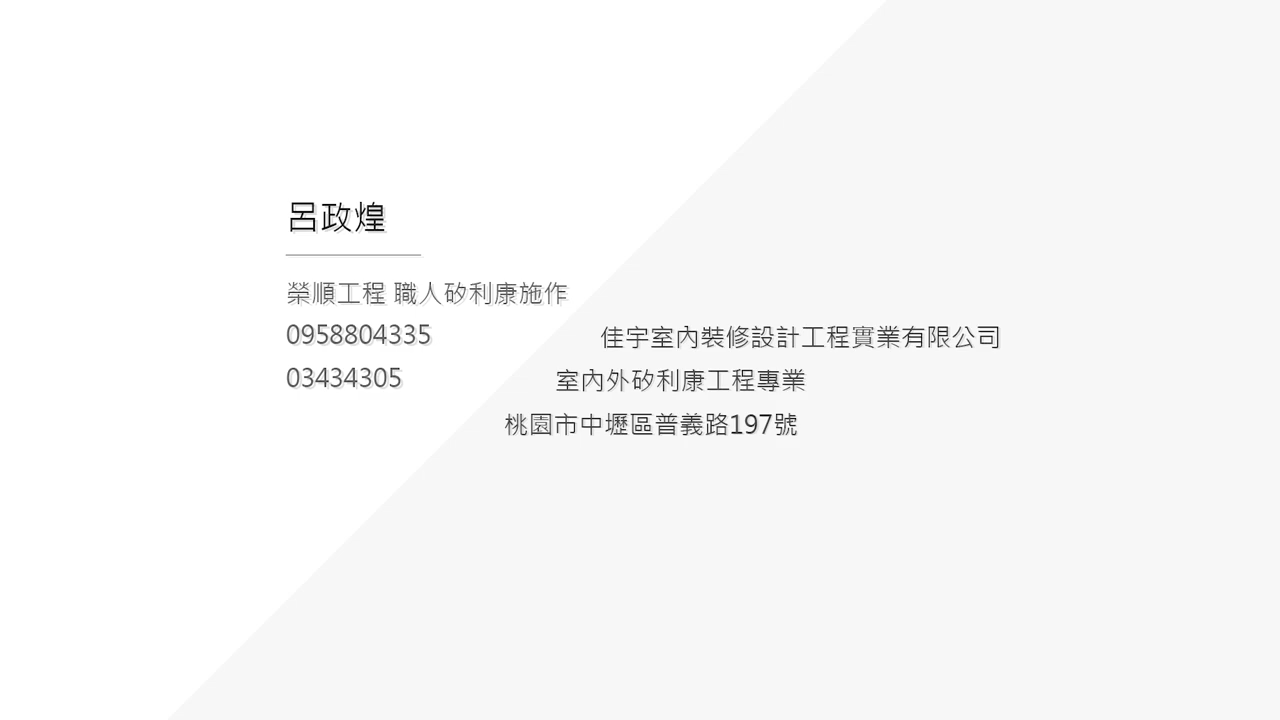 呂政煌
榮順工程 職人矽利康施作
0958804335
佳宇室內裝修設計工程實業有限公司
03434305
室內外矽利康工程專業
桃園市中壢區普義路197號